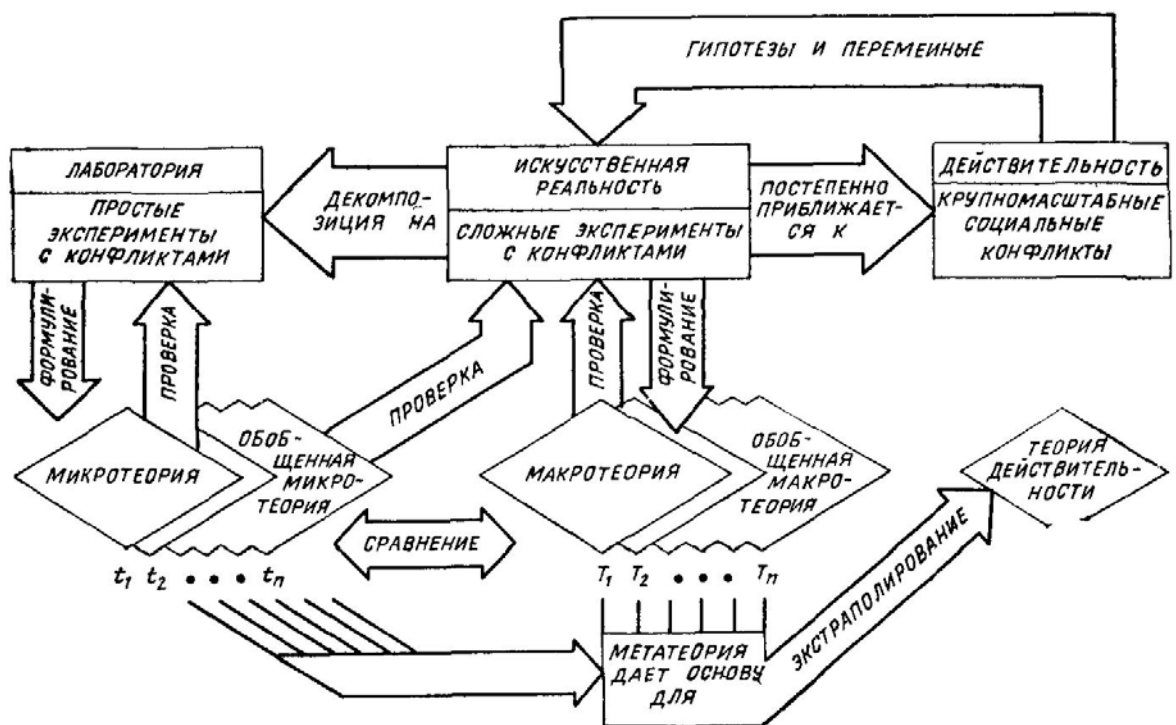 ГИПОТЕЗЫ И ПЕРЕМЕИНЫЕ
ЛАБОРАТОРИЯ
ПРОСТЫЕ
ЭКСПЕРИМЕНТЫ
С КОНФЛИКТАМИ
ДЕКОМПО-
ЗИЦИЯ НА
ИСКУССТВЕННАЯ
РЕАЛЬНОСТЬ
СЛОЖНЫЕ ЭКСПЕРИМЕНТЫ
С КОНФЛИКТАМИ
ПОСТЕПЕННО
ПРИБЛИЖАЕТ-
СЯ К
ДЕЙСТВИТЕЛЬНОСТЬ
КРУПНОМАСШТАБНЫЕ
СОЦИАЛЬНЫЕ
КОНФЛИКТЫ
ФОРМУЛИ-
РОВАНИЕ
ПРОВЕРКА
ПРОВЕРКА
ПРОВЕРКА
ФОРМУЛИ-
РОВАНИЕ
МИКРОТЕОРИЯ
ОБОБ-
ЩЕННАЯ
МИКРО-
ТЕОРИЯ
МАКРОТЕОРИЯ
ОБОБ-
ЩЕННАЯ
МАКРО-
ТЕОРИЯ
ТЕОРИЯ
ДЕЙСТВИТЕЛЬ-
НОСТИ
СРАВНЕНИЕ
t1 t2 • • • tn
T1 T2 • • • Tn
МЕТАТЕОРИЯ
ДАЕТ ОСНОВУ
ДЛЯ
ЭКСТРАПОЛИРОВАНИЕ